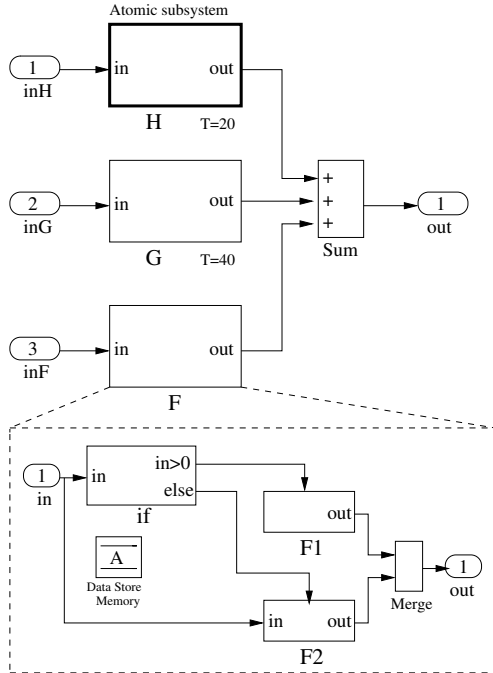 Atomic subsystem
1
in
out
inH
H
T=20
+
2
in
out
+
1
inG
+
out
G
T=40
Sum
3
in
out
inF
F
in>0
1
in
else
in
if
out
A
F1
1
Data Store
Memory
out
in
out
Merge
F2